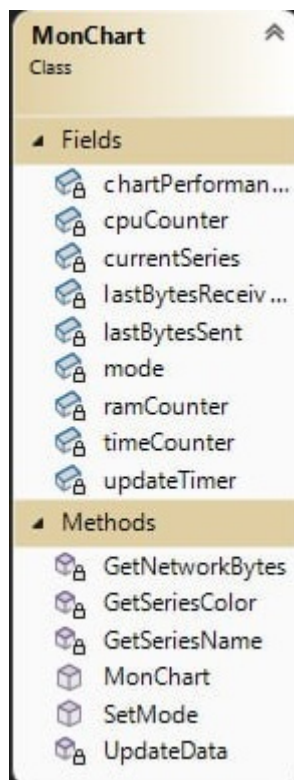 MonChart
Class
Fields
chartPerforman...
cpuCounter
currentSeries
lastBytesReceiv...
lastBytesSent
mode
ramCounter
timeCounter
updateTimer
Methods
GetNetworkBytes
GetSeriesColor
GetSeriesName
MonChart
SetMode
UpdateData